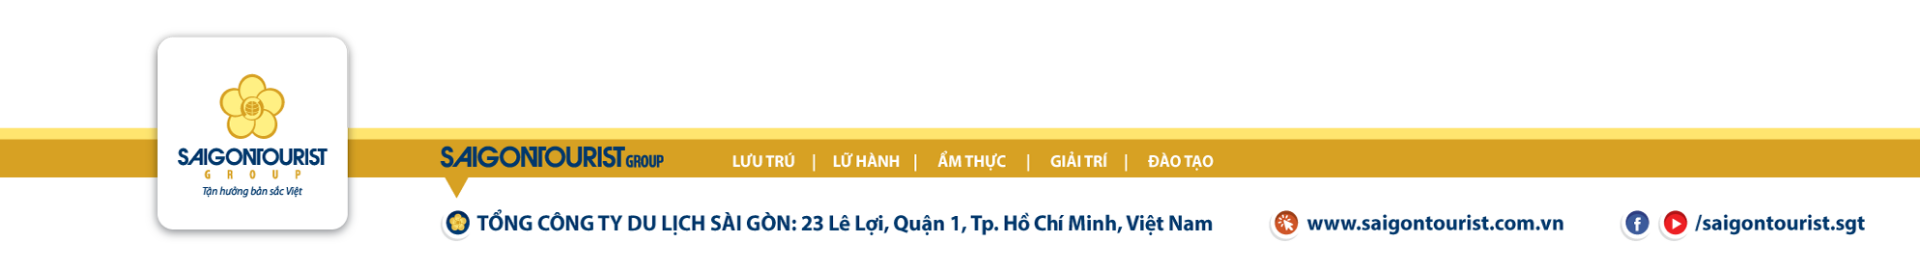 SAIGONTOURIST
GROUP
Tận hưởng bản sắc Việt
SAIGONTOURIST GROUP
LƯU TRÚ | LỮ HÀNH | ẨM THỰC | GIẢI TRÍ | ĐÀO TẠO
TỔNG CÔNG TY DU LỊCH SÀI GÒN: 23 Lê Lợi, Quận 1, Tp. Hồ Chí Minh, Việt Nam
www.saigontourist.com.vn
/saigontourist.sgt